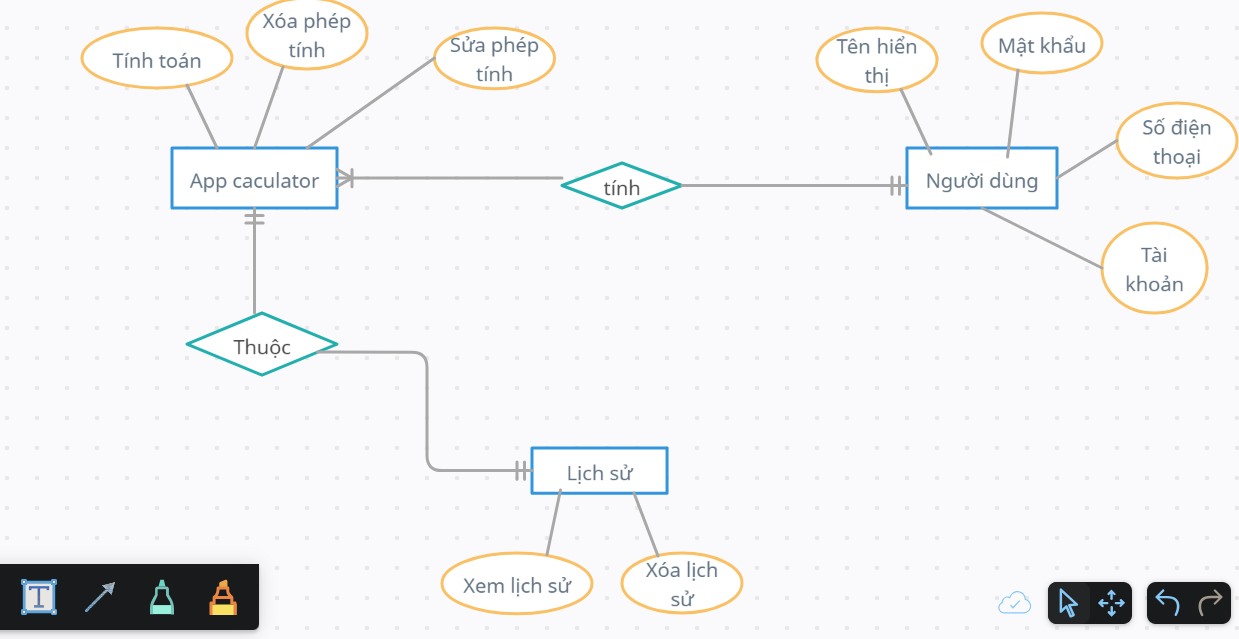 Tính toán
Xóa phép
tính
Sửa phép
tính
Tên hiển
thị
Mật khẩu
Số điện
thoại
App caculator
tính
Người dùng
Tài
khoản
Thuộc
Lịch sử
Xem lịch sử
Xóa lịch
sử
T